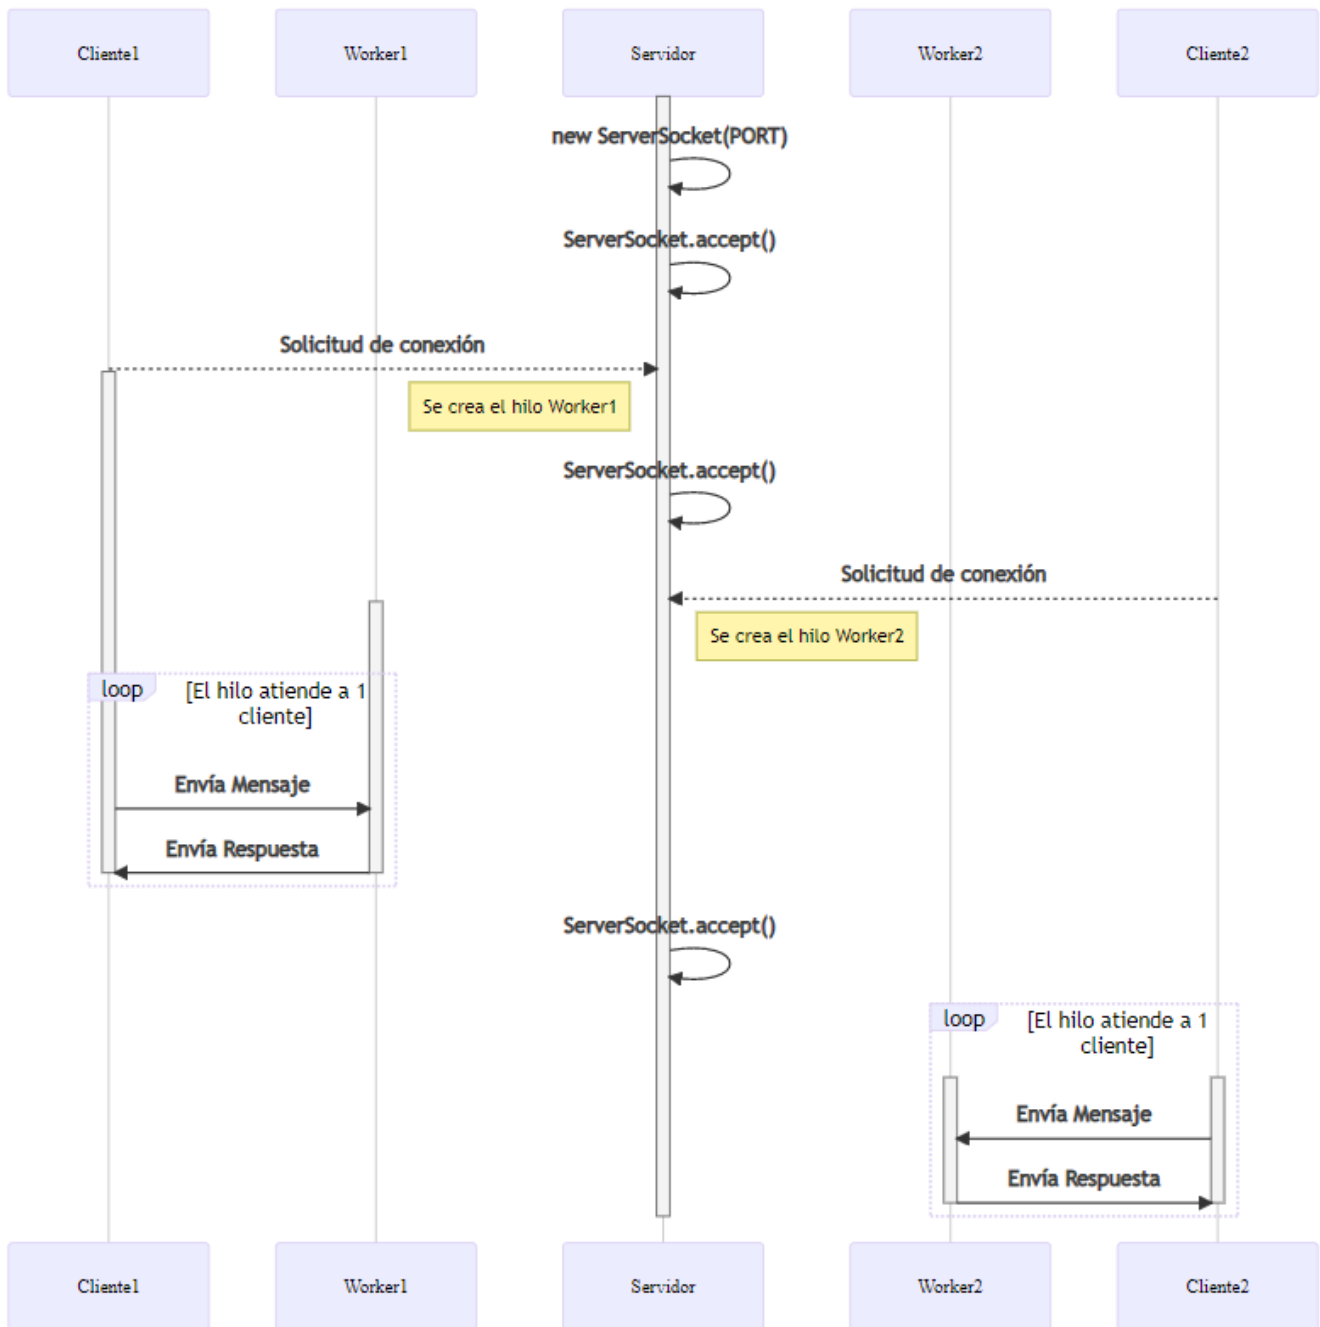 Cliente1
Worker1
Servidor
Worker2
Cliente2
new ServerSocket(PORT)
ServerSocket.accept()
Solicitud de conexión
Se crea el hilo Worker1
ServerSocket.accept()
Solicitud de conexión
Se crea el hilo Worker2
loop
[El hilo atiende a 1
cliente]
Envía Mensaje
Envía Respuesta
ServerSocket.accept()
loop
[El hilo atiende a 1
cliente]
Envía Mensaje
Envía Respuesta
Cliente1
Worker1
Servidor
Worker2
Cliente2